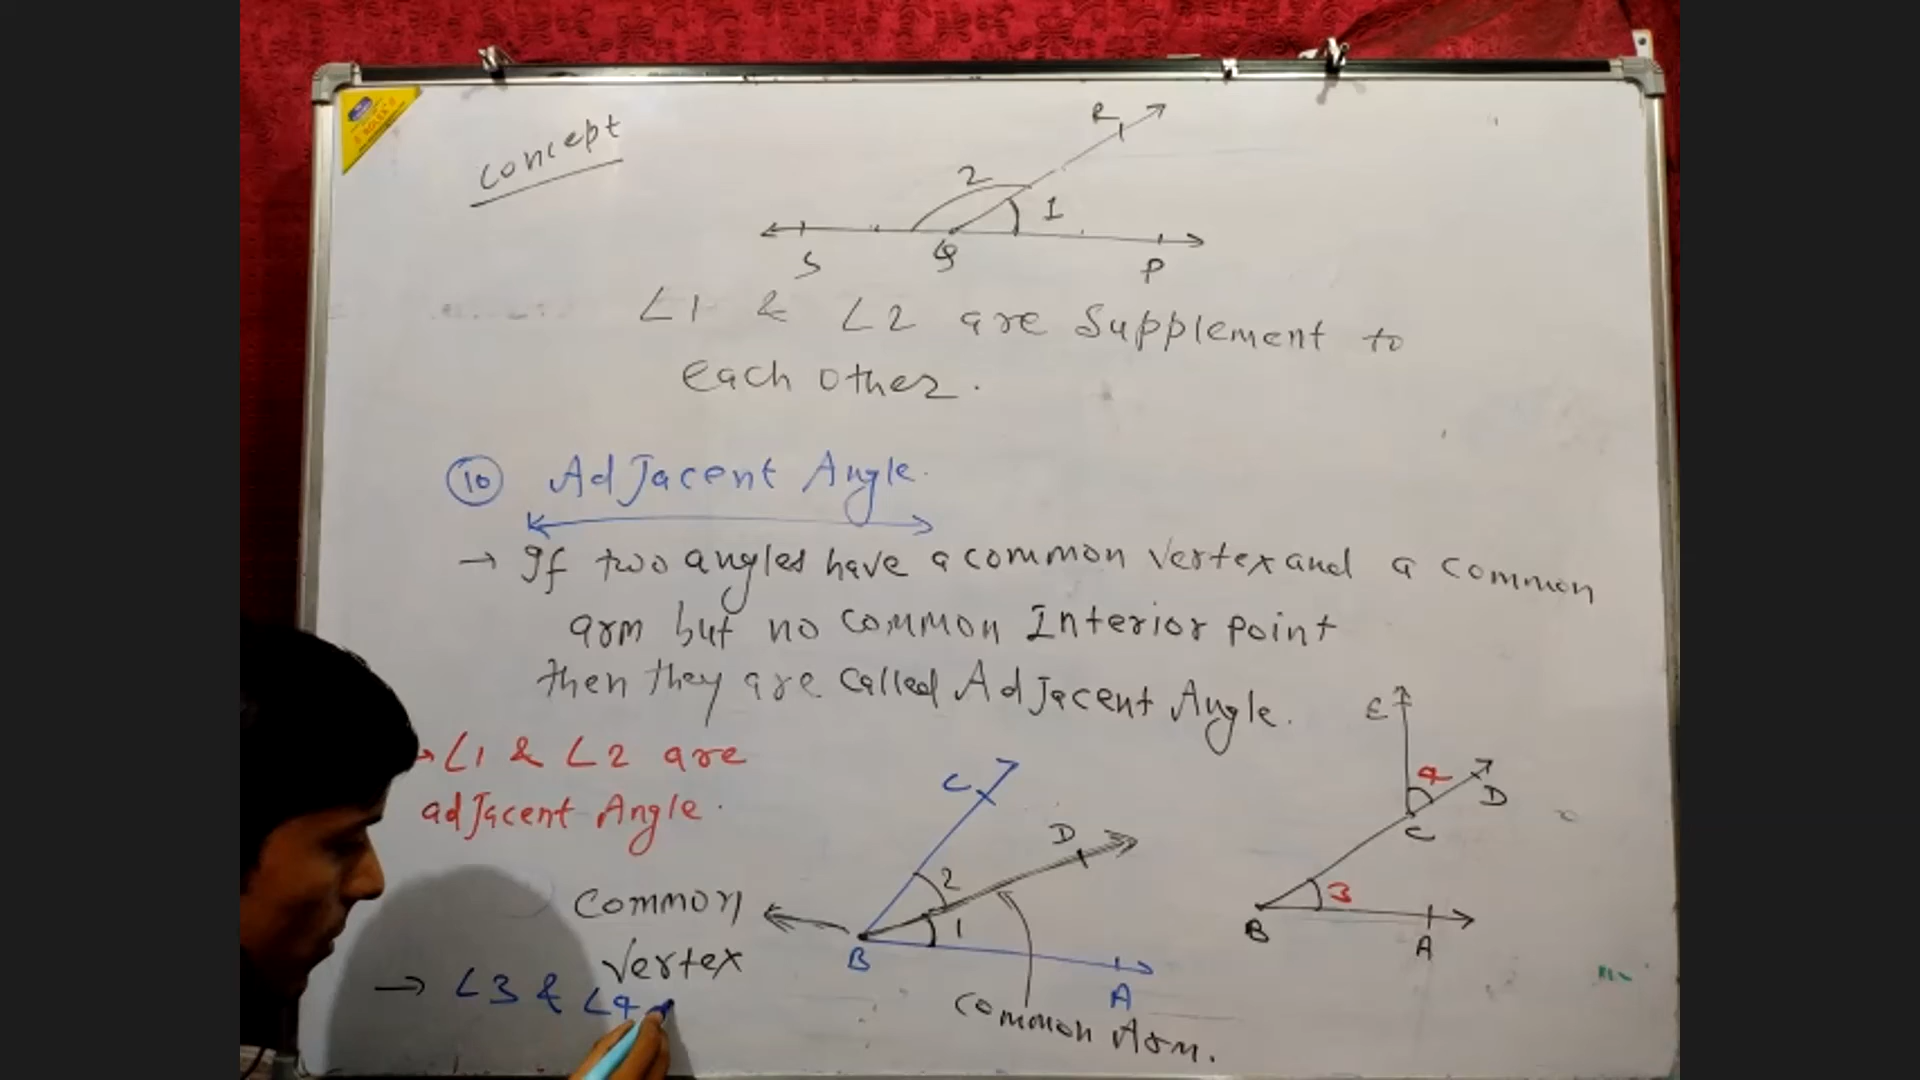 concept
R
2
1
S
Q
P
∠1 & ∠2 are Supplement to
each other.
10 AdJacent Angle.
→ If two angles have a common vertex and a common
arm but no common Interior point
then they are called AdJacent Angle.
→ ∠1 & ∠2 are
adJacent Angle.
C
D
2
1
B
A
Common
Vertex
Common Arm.
E
4
D
C
3
B
A
→ ∠3 & ∠4